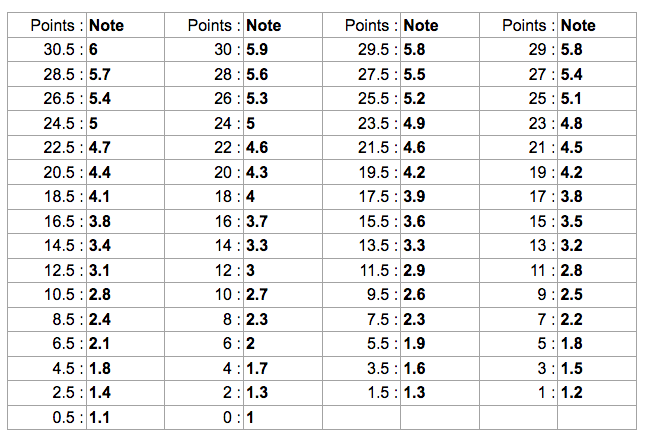 Points : Note Points : Note Points : Note Points : Note
30.5 : 6 30 : 5.9 29.5 : 5.8 29 : 5.8
28.5 : 5.7 28 : 5.6 27.5 : 5.5 27 : 5.4
26.5 : 5.4 26 : 5.3 25.5 : 5.2 25 : 5.1
24.5 : 5 24 : 5 23.5 : 4.9 23 : 4.8
22.5 : 4.7 22 : 4.6 21.5 : 4.6 21 : 4.5
20.5 : 4.4 20 : 4.3 19.5 : 4.2 19 : 4.2
18.5 : 4.1 18 : 4 17.5 : 3.9 17 : 3.8
16.5 : 3.8 16 : 3.7 15.5 : 3.6 15 : 3.5
14.5 : 3.4 14 : 3.3 13.5 : 3.3 13 : 3.2
12.5 : 3.1 12 : 3 11.5 : 2.9 11 : 2.8
10.5 : 2.8 10 : 2.7 9.5 : 2.6 9 : 2.5
8.5 : 2.4 8 : 2.3 7.5 : 2.3 7 : 2.2
6.5 : 2.1 6 : 2 5.5 : 1.9 5 : 1.8
4.5 : 1.8 4 : 1.7 3.5 : 1.6 3 : 1.5
2.5 : 1.4 2 : 1.3 1.5 : 1.3 1 : 1.2
0.5 : 1.1 0 : 1